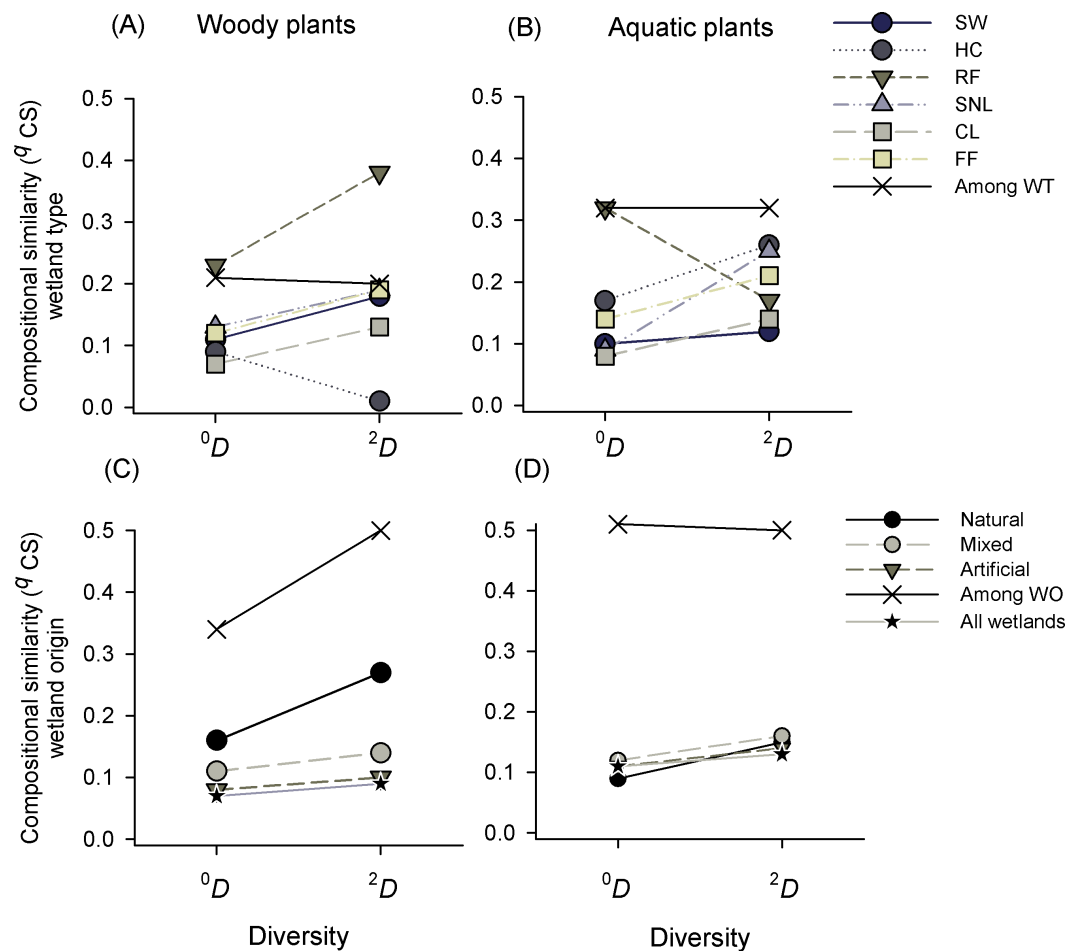 (A) Woody plants
(B) Aquatic plants
SW
HC
RF
SNL
CL
FF
Among WT
Compositional similarity (q CS)
wetland type
0.5
0.4
0.3
0.2
0.1
0.0
0D
2D
0.5
0.4
0.3
0.2
0.1
0.0
0D
2D
(C)
(D)
Natural
Mixed
Artificial
Among WO
All wetlands
Compositional similarity (q CS)
wetland origin
0.5
0.4
0.3
0.2
0.1
0.0
0D
2D
Diversity
0.5
0.4
0.3
0.2
0.1
0.0
0D
2D
Diversity